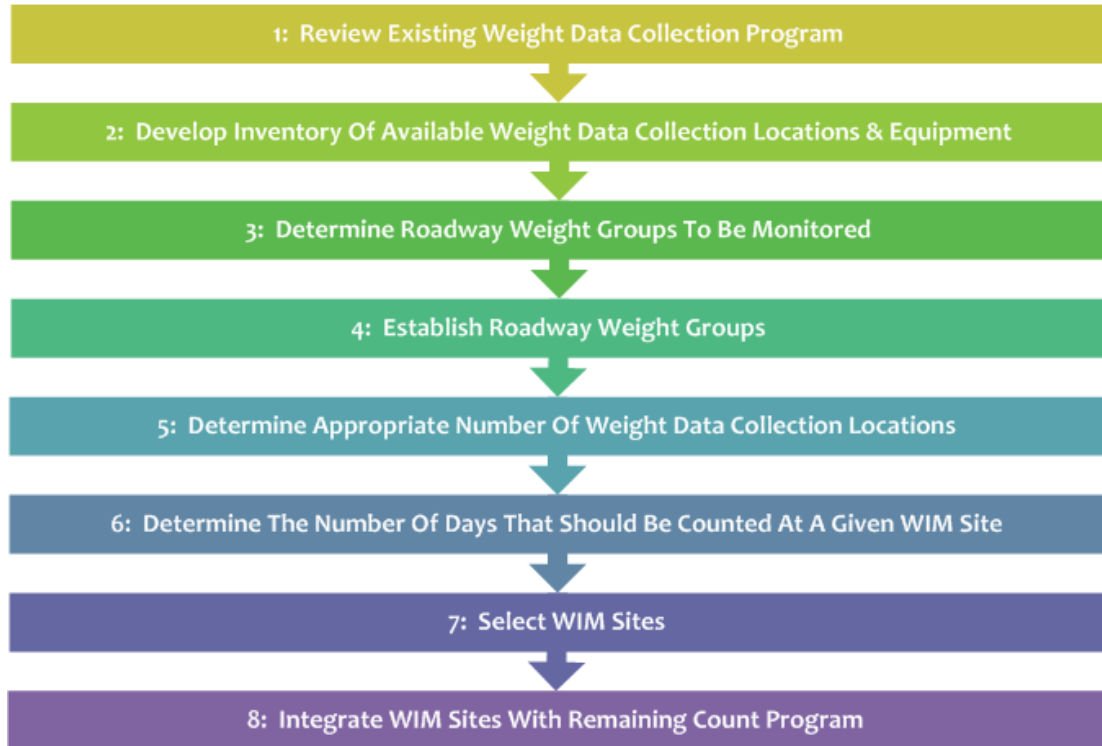 1: Review Existing Weight Data Collection Program
2: Develop Inventory Of Available Weight Data Collection Locations & Equipment
3: Determine Roadway Weight Groups To Be Monitored
4: Establish Roadway Weight Groups
5: Determine Appropriate Number Of Weight Data Collection Locations
6: Determine The Number Of Days That Should Be Counted At A Given WIM Site
7: Select WIM Sites
8: Integrate WIM Sites With Remaining Count Program